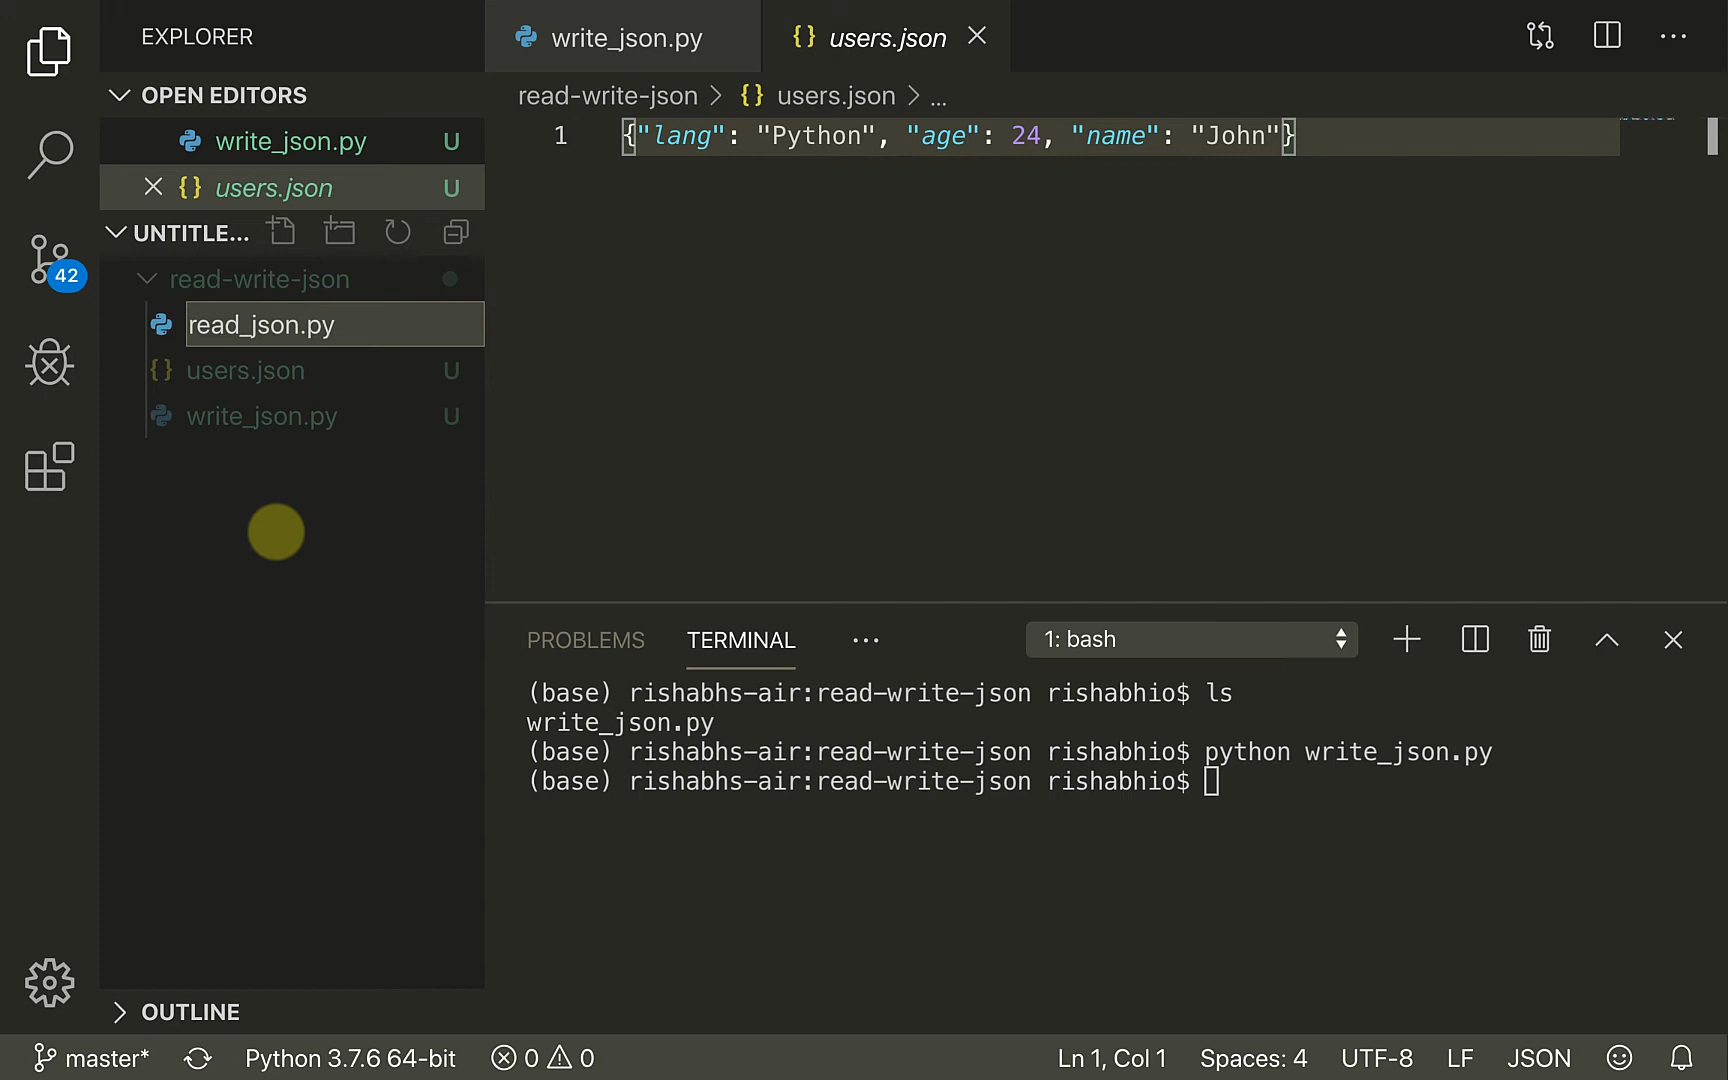 EXPLORER
OPEN EDITORS
write_json.py U
users.json U
UNTITLE...
read-write-json
read_json.py
users.json U
write_json.py U
42
OUTLINE
write_json.py
users.json
read-write-json > {} users.json > ...
1 {"lang": "Python", "age": 24, "name": "John"}
PROBLEMS TERMINAL ... 1: bash
(base) rishabhs-air:read-write-json rishabhio$ ls
write_json.py
(base) rishabhs-air:read-write-json rishabhio$ python write_json.py
(base) rishabhs-air:read-write-json rishabhio$
master* Python 3.7.6 64-bit 0 0 Ln 1, Col 1 Spaces: 4 UTF-8 LF JSON